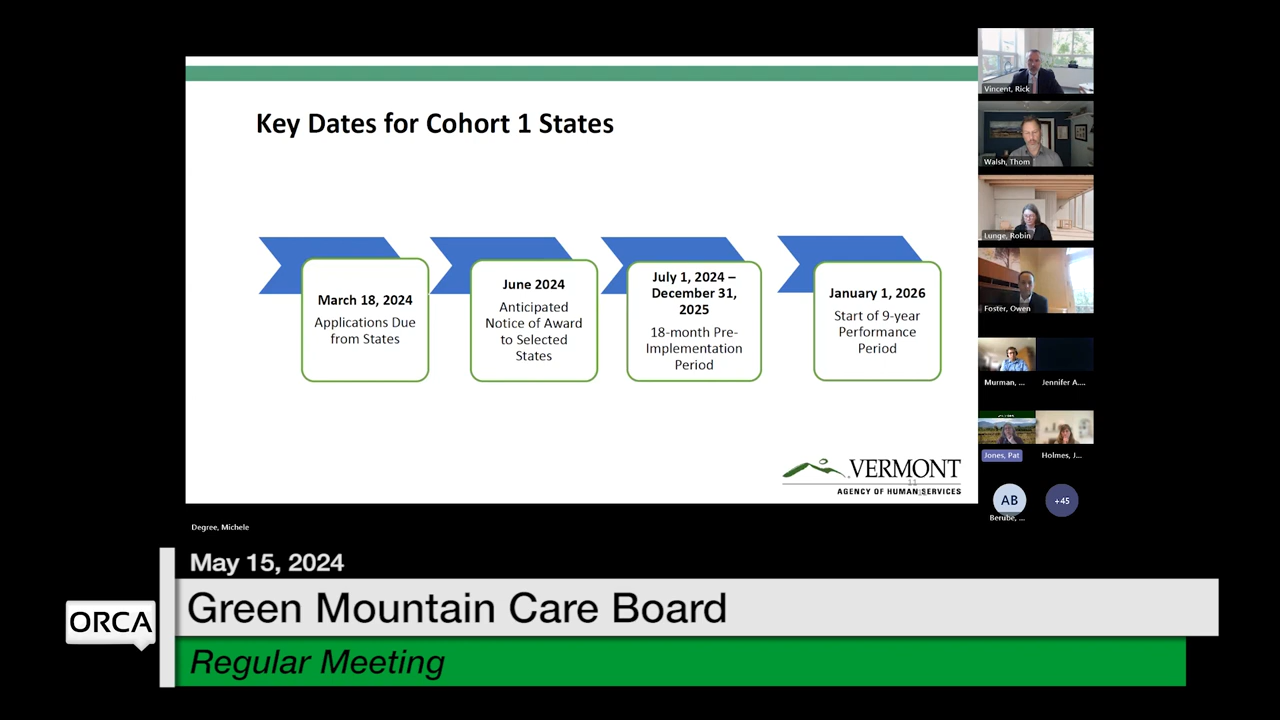 Key Dates for Cohort 1 States
March 18, 2024
Applications Due
from States
June 2024
Anticipated
Notice of Award
to Selected
States
July 1, 2024 –
December 31,
2025
18-month Pre-
Implementation
Period
January 1, 2026
Start of 9-year
Performance
Period
VERMONT
AGENCY OF HUMAN SERVICES
11
Vincent, Rick
Walsh, Thom
Lunge, Robin
Foster, Owen
Murman, ...
Jennifer A....
Jones, Pat
Holmes, J...
AB
+45
Berube, ...
Degree, Michele
May 15, 2024
ORCA
Green Mountain Care Board
Regular Meeting